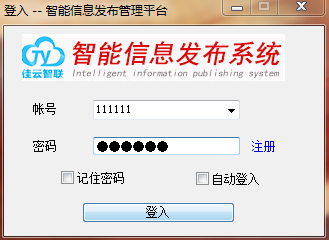 登入 -- 智能信息发布管理平台
JY
佳云智联
智能信息发布系统
Intelligent information publishing system
帐号
111111
密码
●●●●●●
注册
记住密码
自动登入
登入